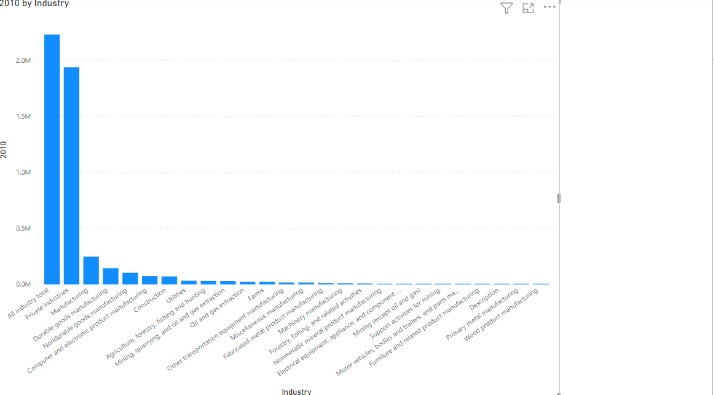 2010 by Industry
2.0M
1.5M
1.0M
0.5M
0.0M
2010
All industry total
Private industries
Manufacturing
Durable goods manufacturing
Nondurable goods manufacturing
Computer and electronic product manufacturing
Construction
Utilities
Agriculture, forestry, fishing and hunting
Mining, quarrying, and oil and gas extraction
Oil and gas extraction
Farms
Other transportation equipment manufacturing
Miscellaneous manufacturing
Fabricated metal product manufacturing
Machinery manufacturing
Forestry, fishing, and related activities
Nonmetallic mineral product manufacturing
Electrical equipment, appliance, and component ...
Mining (except oil and gas)
Support activities for mining
Motor vehicles, bodies and trailers, and parts ma...
Furniture and related product manufacturing
Description
Primary metal manufacturing
Wood product manufacturing
Industry